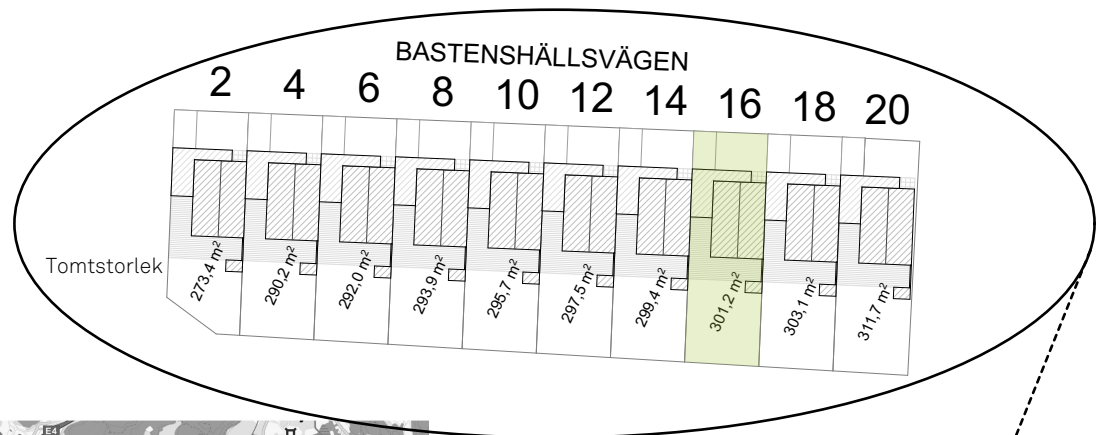 BASTENSHÄLLSVÄGEN
2 4 6 8 10 12 14 16 18 20
Tomtstorlek
273,4 m² 290,2 m² 292,0 m² 293,9 m² 295,7 m² 297,5 m² 299,4 m² 301,2 m² 303,1 m² 311,7 m²
E4